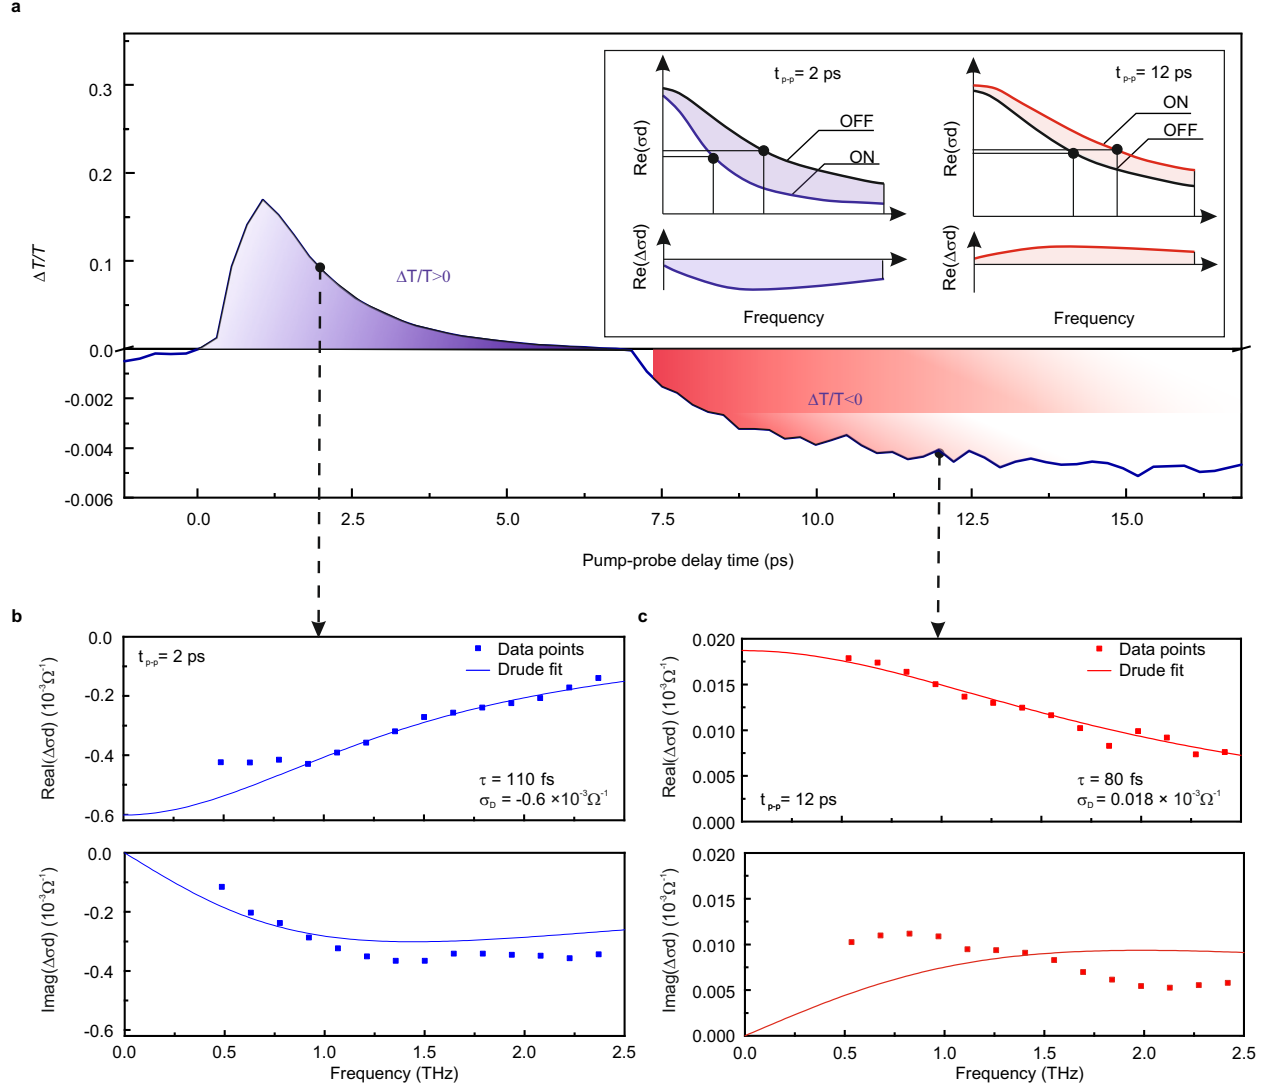 a
ΔT/T
0.3
0.2
0.1
0.0
-0.002
-0.004
-0.006
ΔT/T>0
ΔT/T<0
0.0 2.5 5.0 7.5 10.0 12.5 15.0
Pump-probe delay time (ps)
t p-p = 2 ps
Re(σd)
OFF
ON
Re(Δσd)
Frequency
t p-p = 12 ps
Re(σd)
ON
OFF
Re(Δσd)
Frequency
b
Real(Δσd) (10⁻³Ω⁻¹)
0.0
-0.2
-0.4
-0.6
t p-p = 2 ps
Data points
Drude fit
τ = 110 fs
σD = -0.6 ×10⁻³Ω⁻¹
Imag(Δσd) (10⁻³Ω⁻¹)
0.0
-0.2
-0.4
-0.6
0.0 0.5 1.0 1.5 2.0 2.5
Frequency (THz)
c
Real(Δσd) (10⁻³Ω⁻¹)
0.020
0.015
0.010
0.005
0.000
Data points
Drude fit
t p-p = 12 ps
τ = 80 fs
σD = 0.018 × 10⁻³Ω⁻¹
Imag(Δσd) (10⁻³Ω⁻¹)
0.020
0.015
0.010
0.005
0.000
0.0 0.5 1.0 1.5 2.0 2.5
Frequency (THz)